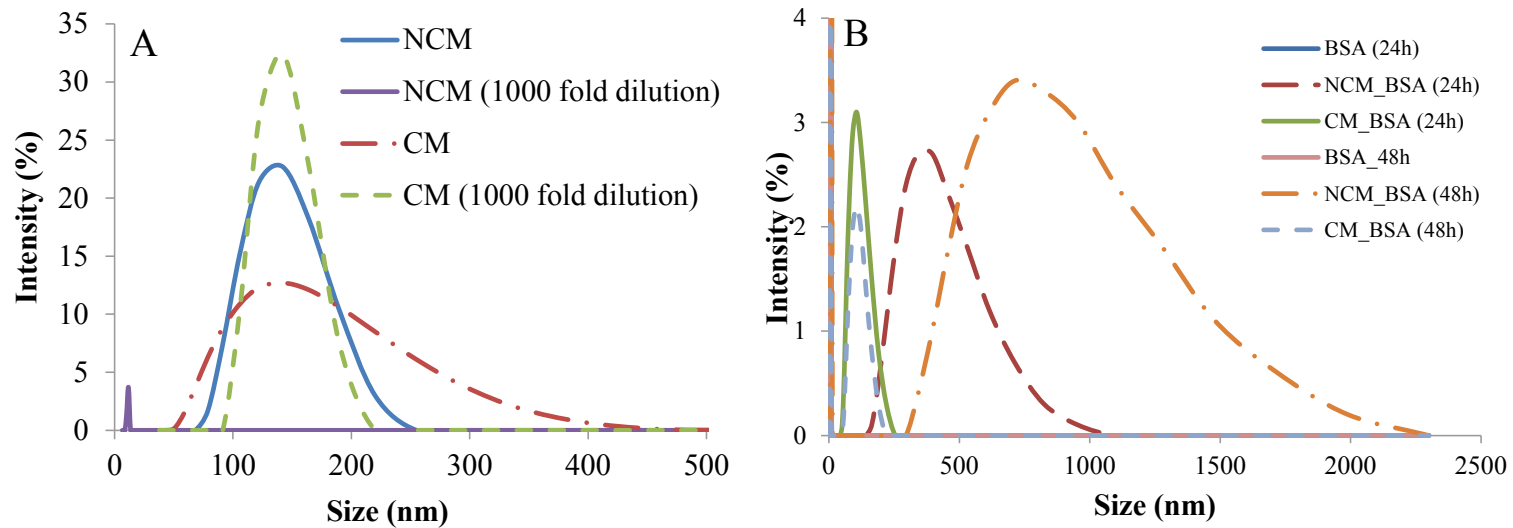 A
NCM
NCM (1000 fold dilution)
CM
CM (1000 fold dilution)
Intensity (%)
35
30
25
20
15
10
5
0
0 100 200 300 400 500
Size (nm)
B
BSA (24h)
NCM_BSA (24h)
CM_BSA (24h)
BSA_48h
NCM_BSA (48h)
CM_BSA (48h)
Intensity (%)
4
3
2
1
0
0 500 1000 1500 2000 2500
Size (nm)